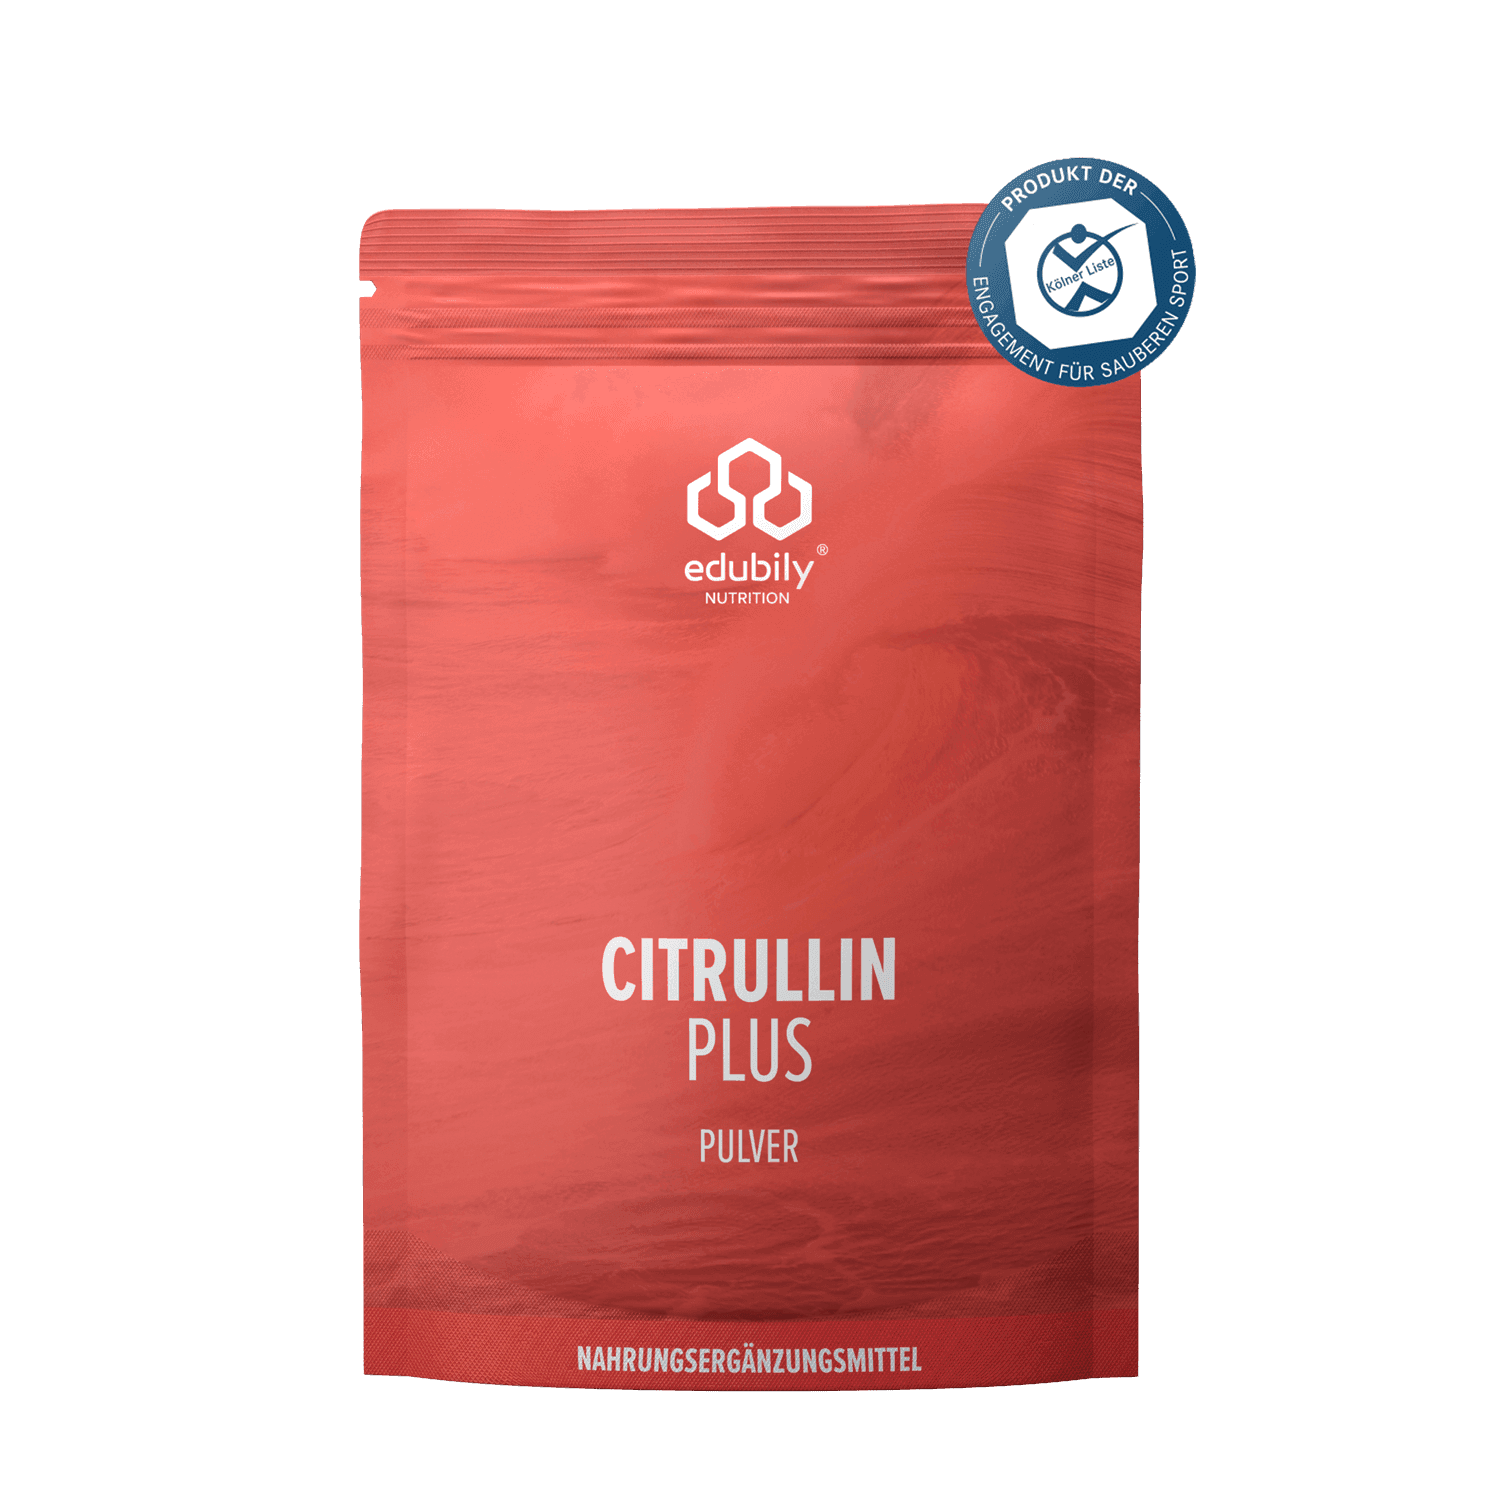 PRODUKT DER
Kölner Liste
ENGAGEMENT FÜR SAUBEREN SPORT
edubily®
NUTRITION
CITRULLIN
PLUS
PULVER
NAHRUNGSERGÄNZUNGSMITTEL